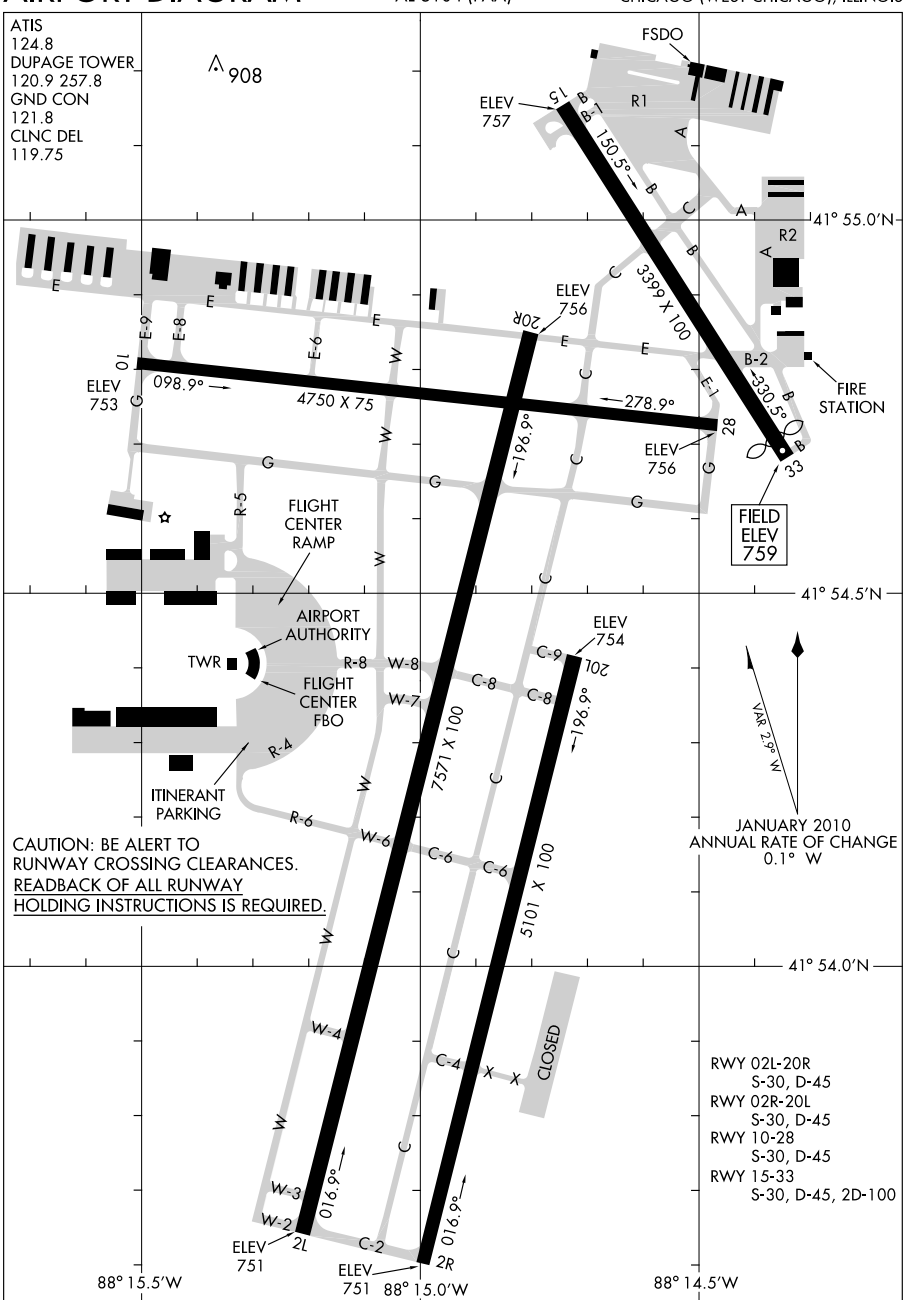 AIRPORT DIAGRAM
AL-5104 (FAA)
CHICAGO (WEST CHICAGO), ILLINOIS
ATIS
124.8
DUPAGE TOWER
120.9 257.8
GND CON
121.8
CLNC DEL
119.75
908
FSDO
ELEV
757
15
B
B-1
R1
A
150.5°
B
C
A
41° 55.0'N
R2
A
B
C
3399 X 100
E
E
E
ELEV
756
20R
E-9
E-8
E-6
W
E
E
B-2
C
E-1
330.5°
B
FIRE
STATION
10
098.9°
278.9°
ELEV
753
4750 X 75
28
G
W
196.9°
C
ELEV
756
G
33
B
G
G
G
R-5
FIELD
ELEV
759
FLIGHT
CENTER
RAMP
W
C
41° 54.5'N
AIRPORT
AUTHORITY
ELEV
754
TWR
R-8
W-8
C-9
20L
FLIGHT
CENTER
FBO
W-7
C-8
C-8
196.9°
R-4
7571 X 100
C
W
VAR 2.9° W
ITINERANT
PARKING
R-6
W-6
C-6
C-6
JANUARY 2010
ANNUAL RATE OF CHANGE
0.1° W
CAUTION: BE ALERT TO
RUNWAY CROSSING CLEARANCES.
READBACK OF ALL RUNWAY
HOLDING INSTRUCTIONS IS REQUIRED.
5101 X 100
W
C
41° 54.0'N
W-4
C-4
X
X
CLOSED
RWY 02L-20R
S-30, D-45
RWY 02R-20L
S-30, D-45
RWY 10-28
S-30, D-45
RWY 15-33
S-30, D-45, 2D-100
W
C
016.9°
016.9°
W-3
W-2
2L
C-2
2R
ELEV
751
ELEV
751
88° 15.5'W
88° 15.0'W
88° 14.5'W